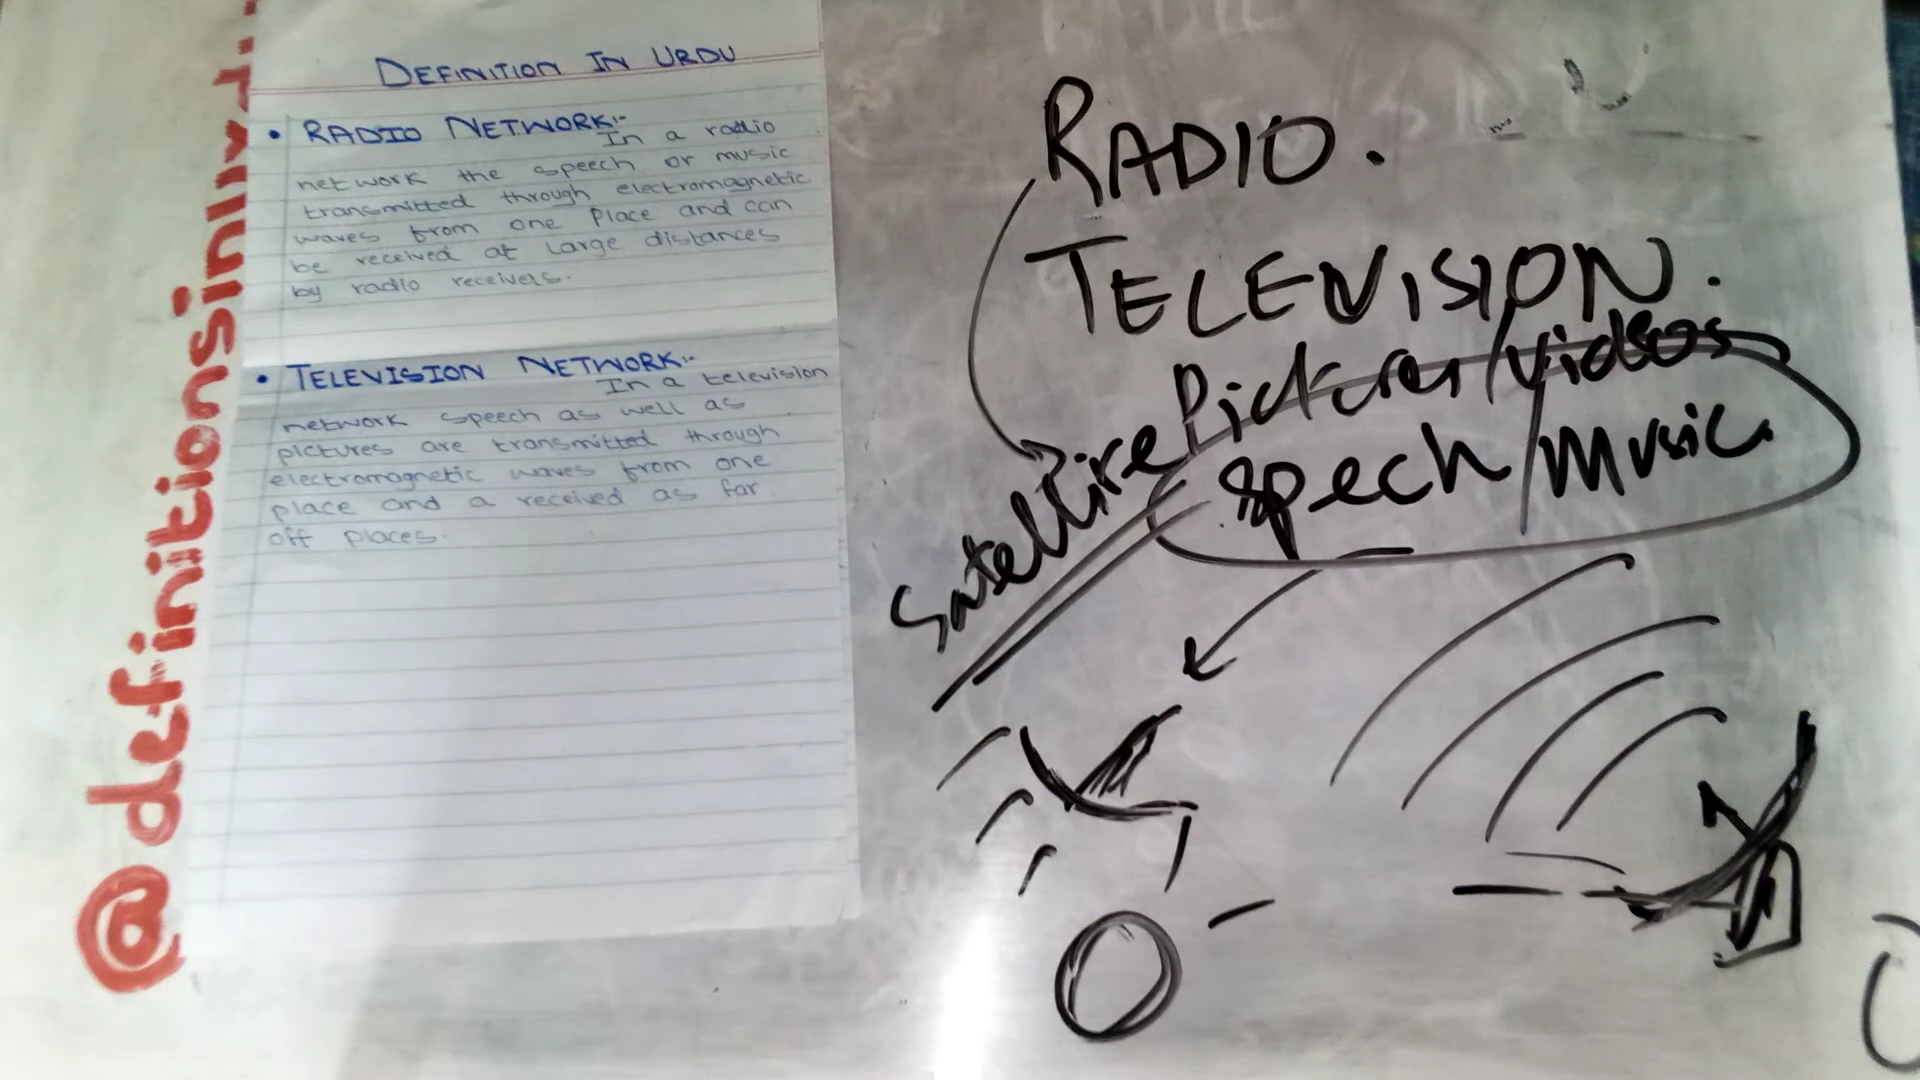 DEFINITION IN URDU
• RADIO NETWORK:-
In a radio
network the speech or music
transmitted through electromagnetic
waves from one place and can
be received at large distances
by radio receivers.
• TELEVISION NETWORK:-
In a television
network speech as well as
pictures are transmitted through
electromagnetic waves from one
place and a received as far
off places.
@definitionsin
RADIO.
TELEVISION.
Pictures/videos
Spech/Music